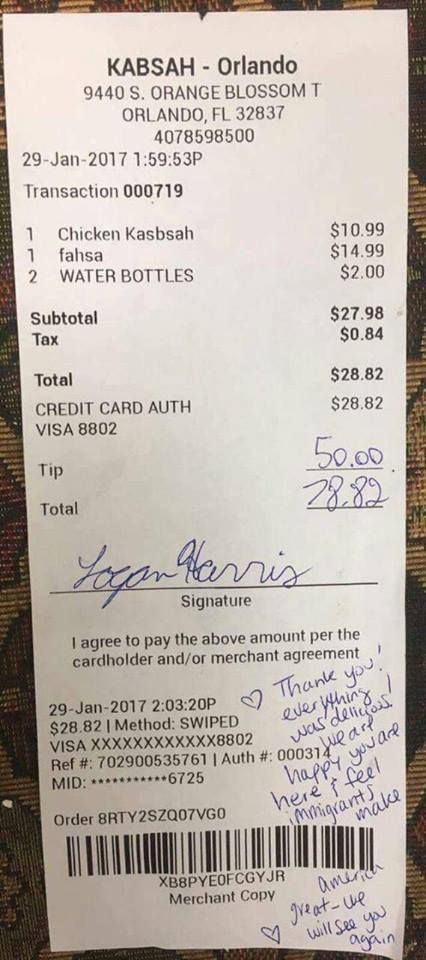 KABSAH - Orlando
9440 S. ORANGE BLOSSOM T
ORLANDO, FL 32837
4078598500
29-Jan-2017 1:59:53P
Transaction 000719
1 Chicken Kasbsah $10.99
1 fahsa $14.99
2 WATER BOTTLES $2.00
Subtotal $27.98
Tax $0.84
Total $28.82
CREDIT CARD AUTH $28.82
VISA 8802
Tip 50.00
Total 78.82
Logan Harris
Signature
I agree to pay the above amount per the
cardholder and/or merchant agreement
29-Jan-2017 2:03:20P
$28.82 | Method: SWIPED
VISA XXXXXXXXXXXX8802
Ref #: 702900535761 | Auth #: 000314
MID: ***********6725
Order 8RTY2SZQ07VG0
XB8PYE0FCGYJR
Merchant Copy
♡ Thank you!
everything
was delicious!
we are
happy you are
here & feel
immigrants
make
america
great - we
will see you
♡ again